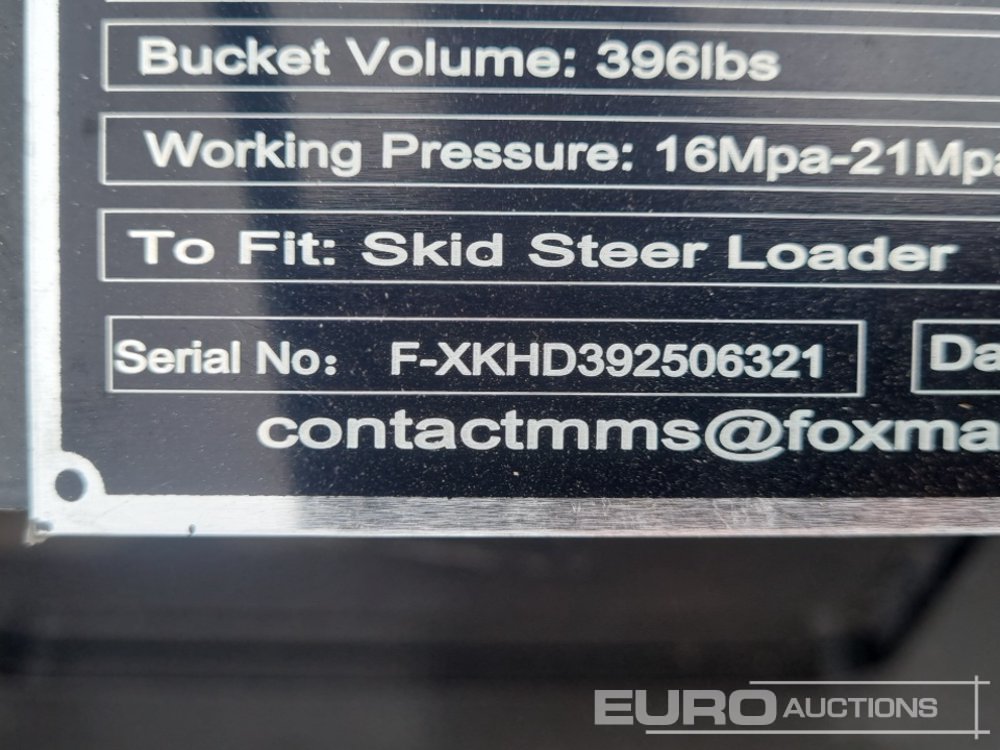 Bucket Volume: 396lbs
Working Pressure: 16Mpa-21Mpa
To Fit: Skid Steer Loader
Serial No: F-XKHD392506321 Da
contactmms@foxma
EURO AUCTIONS